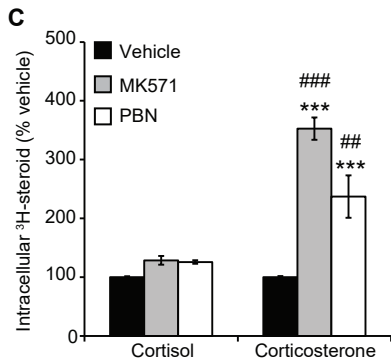 C
Intracellular ³H-steroid (% vehicle)
500
400
300
200
100
0
Vehicle
MK571
PBN
###
***
##
***
Cortisol
Corticosterone